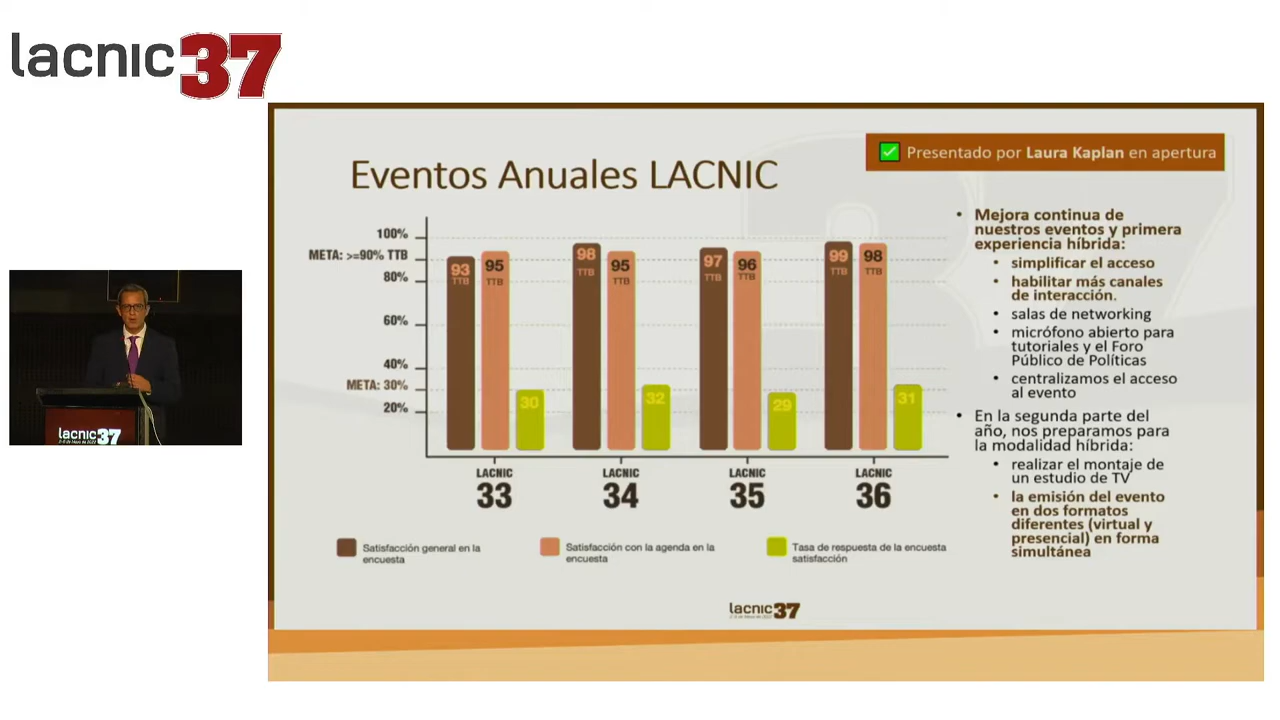 lacnic37
Presentado por Laura Kaplan en apertura
Eventos Anuales LACNIC
100%
META: >=90% TTB
80%
60%
40%
META: 30%
20%
93 TTB
95 TTB
30
98 TTB
95 TTB
32
97 TTB
96 TTB
29
99 TTB
98 TTB
31
LACNIC
33
LACNIC
34
LACNIC
35
LACNIC
36
Satisfacción general en la
encuesta
Satisfacción con la agenda en la
encuesta
Tasa de respuesta de la encuesta
satisfacción
• Mejora continua de
nuestros eventos y primera
experiencia híbrida:
• simplificar el acceso
• habilitar más canales
de interacción.
• salas de networking
• micrófono abierto para
tutoriales y el Foro
Público de Políticas
• centralizamos el acceso
al evento
• En la segunda parte del
año, nos preparamos para
la modalidad híbrida:
• realizar el montaje de
un estudio de TV
• la emisión del evento
en dos formatos
diferentes (virtual y
presencial) en forma
simultánea
lacnic37
lacnic37